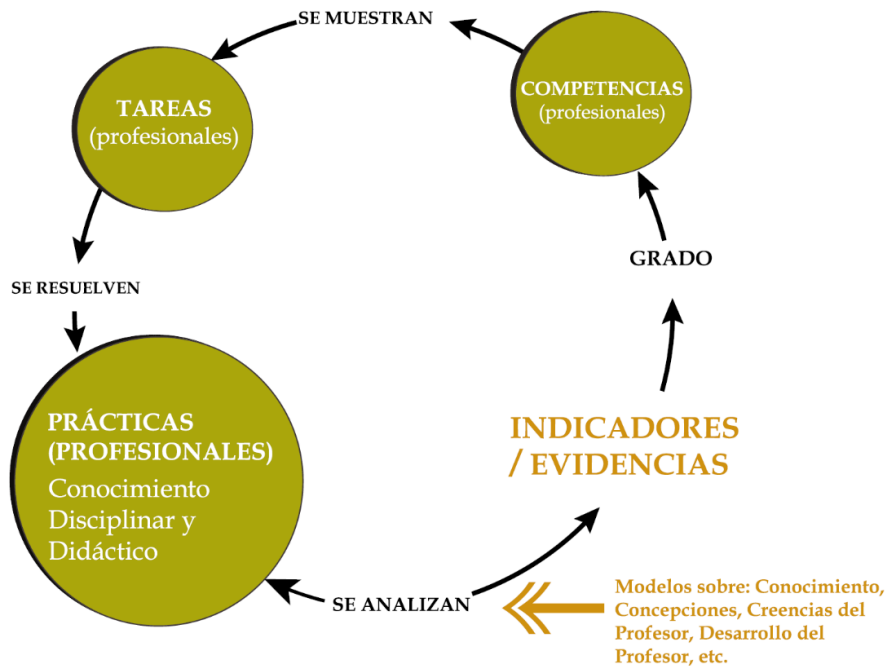 SE MUESTRAN
COMPETENCIAS
(profesionales)
TAREAS
(profesionales)
GRADO
SE RESUELVEN
PRÁCTICAS
(PROFESIONALES)
Conocimiento
Disciplinar y
Didáctico
INDICADORES
/ EVIDENCIAS
SE ANALIZAN
Modelos sobre: Conocimiento,
Concepciones, Creencias del
Profesor, Desarrollo del
Profesor, etc.